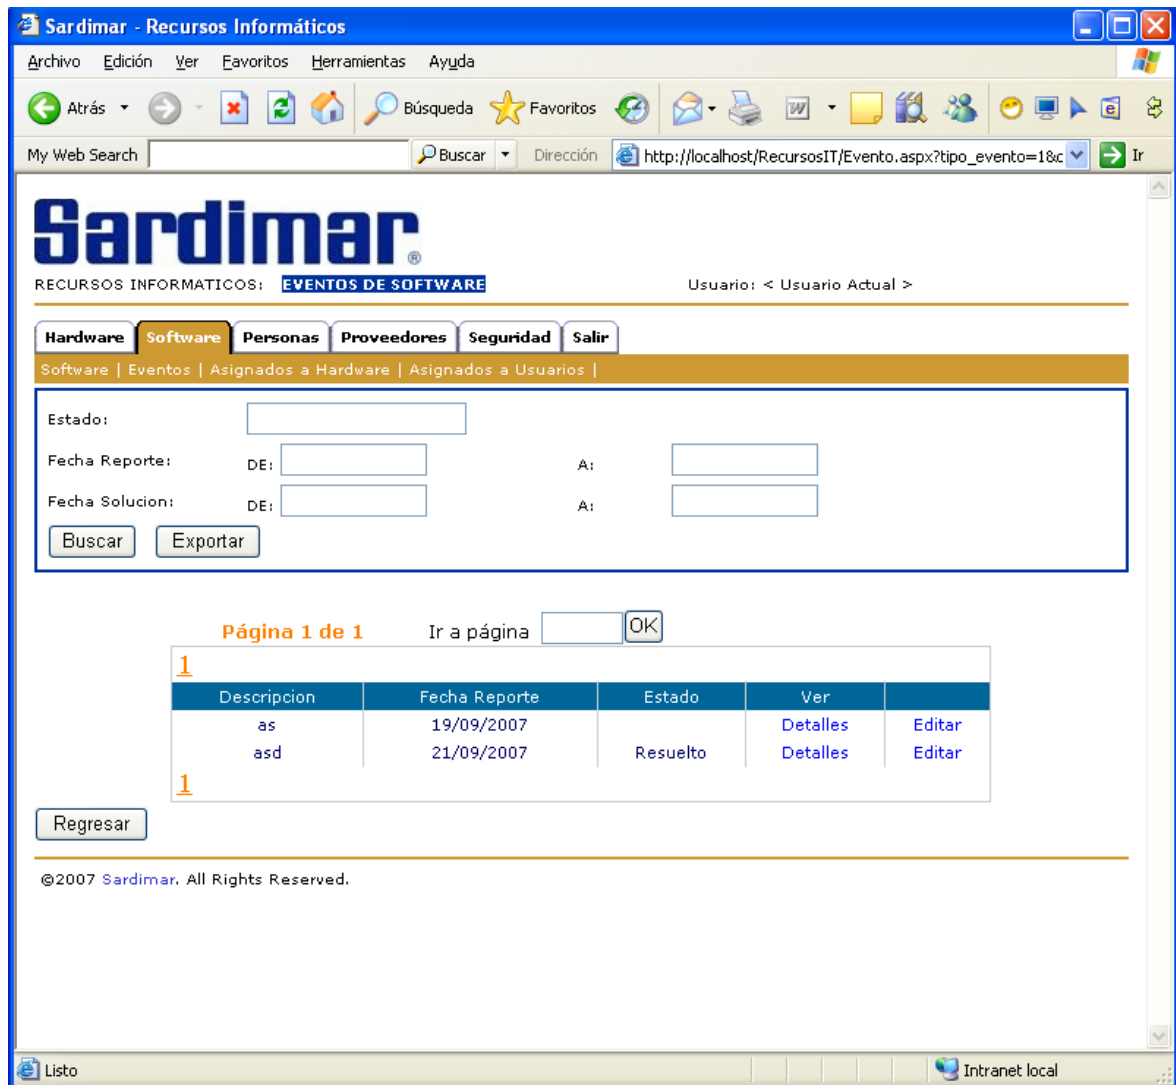 Sardimar - Recursos Informáticos
Archivo Edición Ver Favoritos Herramientas Ayuda
Atrás Búsqueda Favoritos
My Web Search Buscar Dirección http://localhost/RecursosIT/Evento.aspx?tipo_evento=1&c Ir
Sardimar®
RECURSOS INFORMATICOS: EVENTOS DE SOFTWARE Usuario: < Usuario Actual >
Hardware Software Personas Proveedores Seguridad Salir
Software | Eventos | Asignados a Hardware | Asignados a Usuarios |
Estado:
Fecha Reporte: DE: A:
Fecha Solucion: DE: A:
Buscar Exportar
Página 1 de 1 Ir a página OK
1
Descripcion Fecha Reporte Estado Ver
as 19/09/2007 Detalles Editar
asd 21/09/2007 Resuelto Detalles Editar
1
Regresar
©2007 Sardimar. All Rights Reserved.
Listo Intranet local